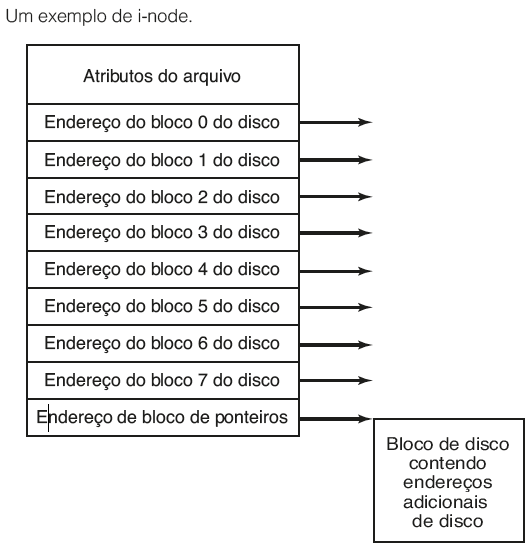 Um exemplo de i-node.
Atributos do arquivo
Endereço do bloco 0 do disco
Endereço do bloco 1 do disco
Endereço do bloco 2 do disco
Endereço do bloco 3 do disco
Endereço do bloco 4 do disco
Endereço do bloco 5 do disco
Endereço do bloco 6 do disco
Endereço do bloco 7 do disco
Endereço de bloco de ponteiros
Bloco de disco
contendo
endereços
adicionais
de disco